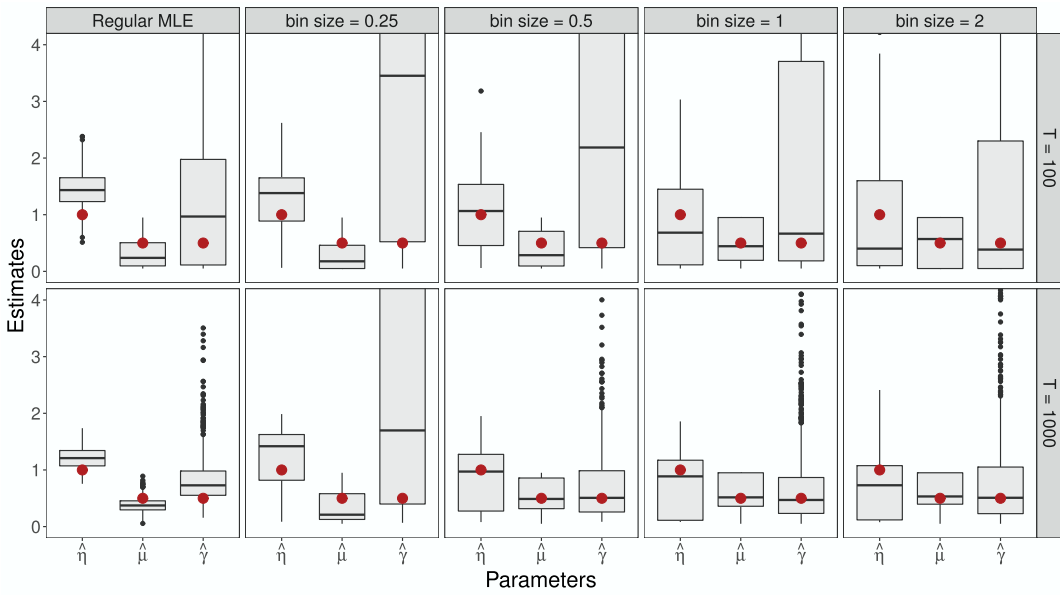 Regular MLE
bin size = 0.25
bin size = 0.5
bin size = 1
bin size = 2
4
3
2
1
0
T = 100
4
3
2
1
0
T = 1000
Estimates
η̂ μ̂ γ̂ η̂ μ̂ γ̂ η̂ μ̂ γ̂ η̂ μ̂ γ̂ η̂ μ̂ γ̂
Parameters